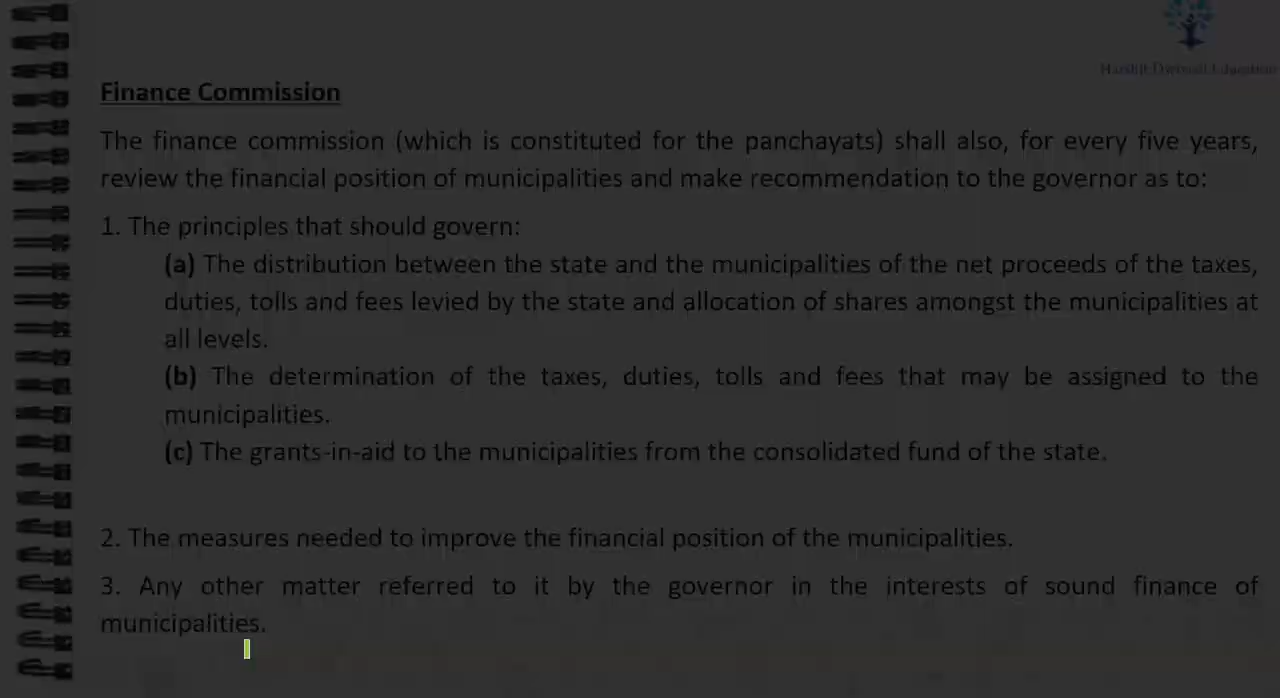 Harshit Dwivedi Education
Finance Commission
The finance commission (which is constituted for the panchayats) shall also, for every five years,
review the financial position of municipalities and make recommendation to the governor as to:
1. The principles that should govern:
(a) The distribution between the state and the municipalities of the net proceeds of the taxes,
duties, tolls and fees levied by the state and allocation of shares amongst the municipalities at
all levels.
(b) The determination of the taxes, duties, tolls and fees that may be assigned to the
municipalities.
(c) The grants-in-aid to the municipalities from the consolidated fund of the state.
2. The measures needed to improve the financial position of the municipalities.
3. Any other matter referred to it by the governor in the interests of sound finance of
municipalities.